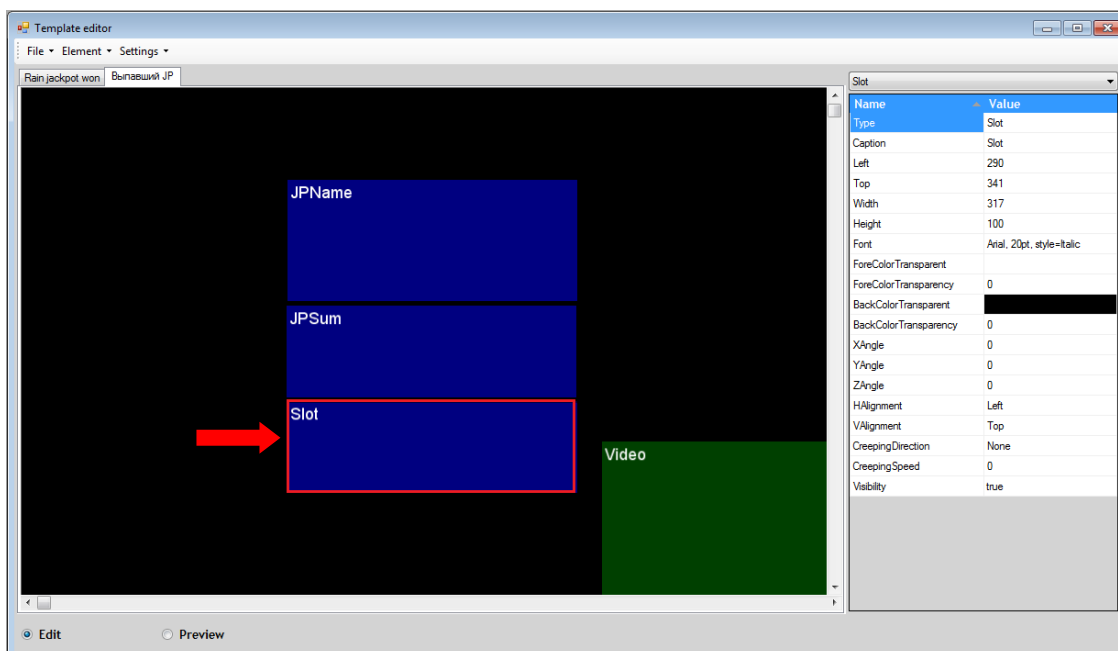 Template editor
File Element Settings
Rain jackpot won Выпавший JP
JPName
JPSum
Slot
Video
Slot
Name Value
Type Slot
Caption Slot
Left 290
Top 341
Width 317
Height 100
Font Arial, 20pt, style=Italic
ForeColorTransparent
ForeColorTransparency 0
BackColorTransparent
BackColorTransparency 0
XAngle 0
YAngle 0
ZAngle 0
HAlignment Left
VAlignment Top
CreepingDirection None
CreepingSpeed 0
Visibility true
Edit Preview